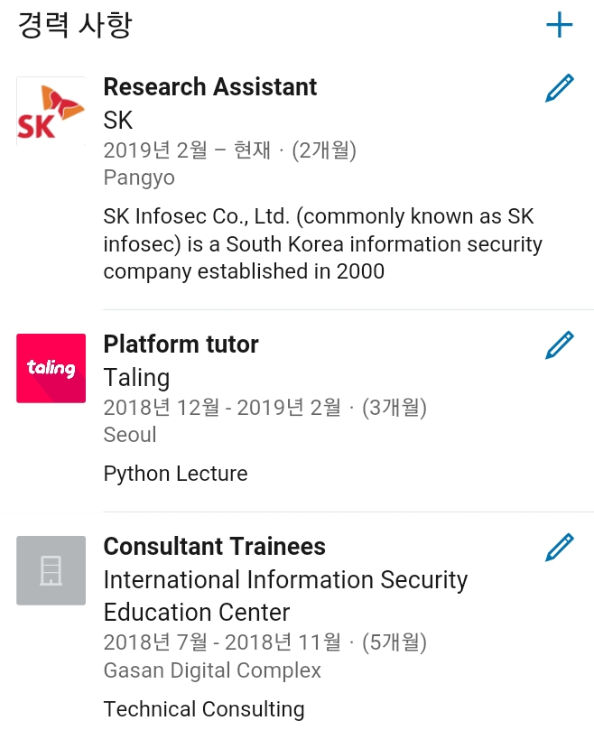 경력 사항
SK
Research Assistant
SK
2019년 2월 – 현재 · (2개월)
Pangyo
SK Infosec Co., Ltd. (commonly known as SK
infosec) is a South Korea information security
company established in 2000
taling
Platform tutor
Taling
2018년 12월 - 2019년 2월 · (3개월)
Seoul
Python Lecture
Consultant Trainees
International Information Security
Education Center
2018년 7월 - 2018년 11월 · (5개월)
Gasan Digital Complex
Technical Consulting